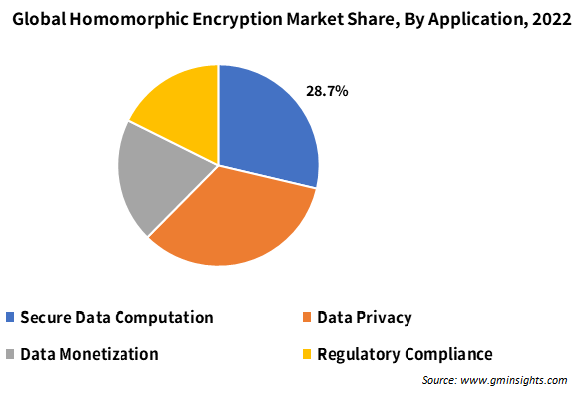 Global Homomorphic Encryption Market Share, By Application, 2022
28.7%
Secure Data Computation
Data Privacy
Data Monetization
Regulatory Compliance
Source: www.gminsights.com